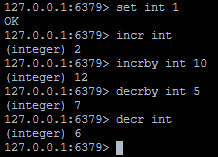 127.0.0.1:6379> set int 1
OK
127.0.0.1:6379> incr int
(integer) 2
127.0.0.1:6379> incrby int 10
(integer) 12
127.0.0.1:6379> decrby int 5
(integer) 7
127.0.0.1:6379> decr int
(integer) 6
127.0.0.1:6379>